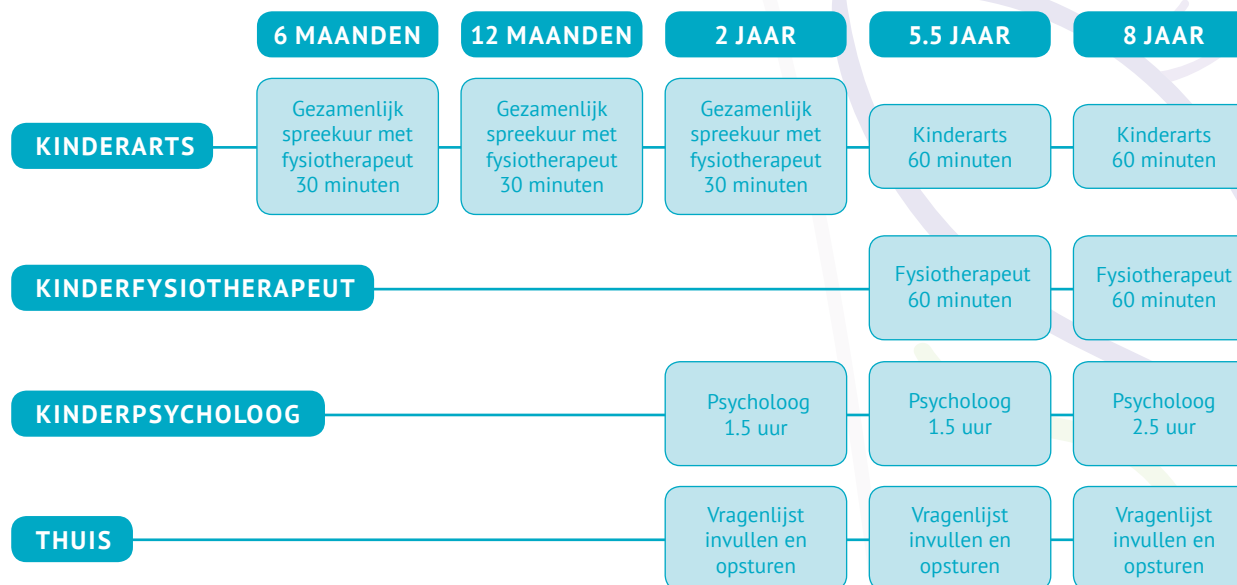 6 MAANDEN
12 MAANDEN
2 JAAR
5.5 JAAR
8 JAAR
KINDERARTS
Gezamenlijk
spreekuur met
fysiotherapeut
30 minuten
Gezamenlijk
spreekuur met
fysiotherapeut
30 minuten
Gezamenlijk
spreekuur met
fysiotherapeut
30 minuten
Kinderarts
60 minuten
Kinderarts
60 minuten
KINDERFYSIOTHERAPEUT
Fysiotherapeut
60 minuten
Fysiotherapeut
60 minuten
KINDERPSYCHOLOOG
Psycholoog
1.5 uur
Psycholoog
1.5 uur
Psycholoog
2.5 uur
THUIS
Vragenlijst
invullen en
opsturen
Vragenlijst
invullen en
opsturen
Vragenlijst
invullen en
opsturen